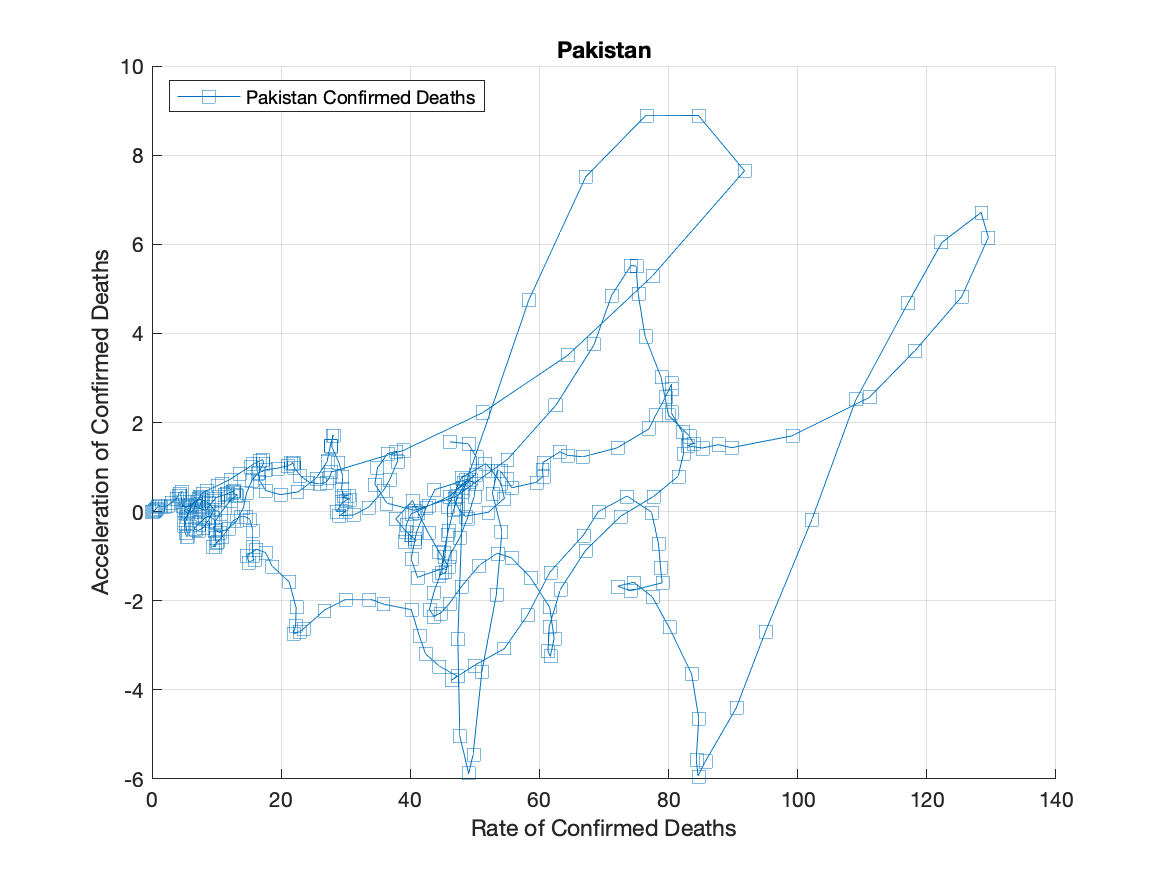 Pakistan
Pakistan Confirmed Deaths
10
8
6
4
2
0
-2
-4
-6
Acceleration of Confirmed Deaths
0 20 40 60 80 100 120 140
Rate of Confirmed Deaths